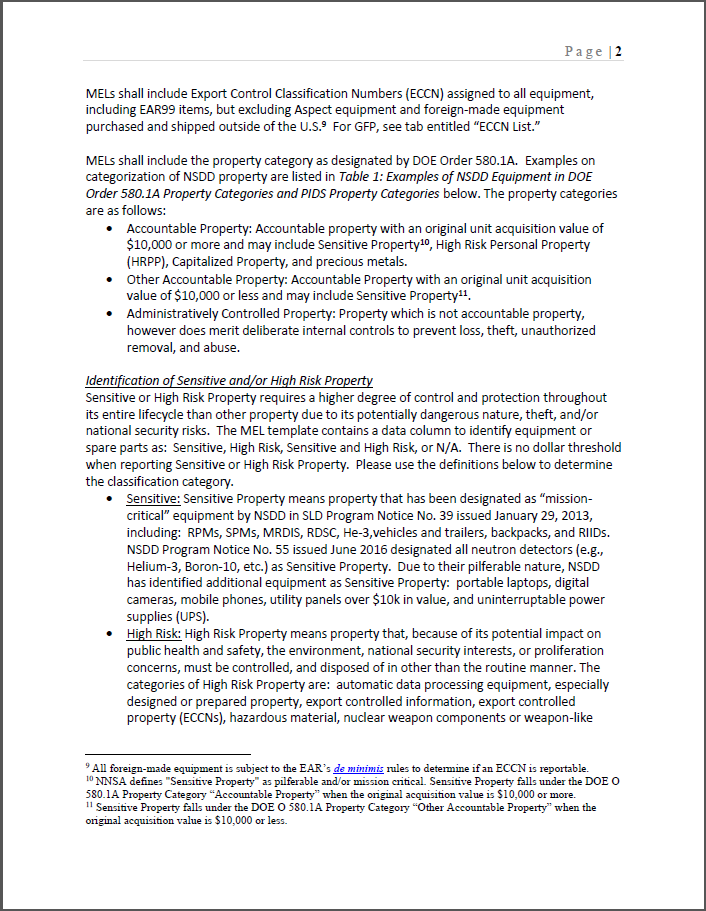 Page | 2
MELs shall include Export Control Classification Numbers (ECCN) assigned to all equipment,
including EAR99 items, but excluding Aspect equipment and foreign-made equipment
purchased and shipped outside of the U.S.⁹ For GFP, see tab entitled “ECCN List.”
MELs shall include the property category as designated by DOE Order 580.1A. Examples on
categorization of NSDD property are listed in Table 1: Examples of NSDD Equipment in DOE
Order 580.1A Property Categories and PIDS Property Categories below. The property categories
are as follows:
• Accountable Property: Accountable property with an original unit acquisition value of
$10,000 or more and may include Sensitive Property¹⁰, High Risk Personal Property
(HRPP), Capitalized Property, and precious metals.
• Other Accountable Property: Accountable Property with an original unit acquisition
value of $10,000 or less and may include Sensitive Property¹¹.
• Administratively Controlled Property: Property which is not accountable property,
however does merit deliberate internal controls to prevent loss, theft, unauthorized
removal, and abuse.
Identification of Sensitive and/or High Risk Property
Sensitive or High Risk Property requires a higher degree of control and protection throughout
its entire lifecycle than other property due to its potentially dangerous nature, theft, and/or
national security risks. The MEL template contains a data column to identify equipment or
spare parts as: Sensitive, High Risk, Sensitive and High Risk, or N/A. There is no dollar threshold
when reporting Sensitive or High Risk Property. Please use the definitions below to determine
the classification category.
• Sensitive: Sensitive Property means property that has been designated as “mission-
critical” equipment by NSDD in SLD Program Notice No. 39 issued January 29, 2013,
including: RPMs, SPMs, MRDIS, RDSC, He-3,vehicles and trailers, backpacks, and RIIDs.
NSDD Program Notice No. 55 issued June 2016 designated all neutron detectors (e.g.,
Helium-3, Boron-10, etc.) as Sensitive Property. Due to their pilferable nature, NSDD
has identified additional equipment as Sensitive Property: portable laptops, digital
cameras, mobile phones, utility panels over $10k in value, and uninterruptable power
supplies (UPS).
• High Risk: High Risk Property means property that, because of its potential impact on
public health and safety, the environment, national security interests, or proliferation
concerns, must be controlled, and disposed of in other than the routine manner. The
categories of High Risk Property are: automatic data processing equipment, especially
designed or prepared property, export controlled information, export controlled
property (ECCNs), hazardous material, nuclear weapon components or weapon-like
⁹ All foreign-made equipment is subject to the EAR’s de minimis rules to determine if an ECCN is reportable.
¹⁰ NNSA defines "Sensitive Property" as pilferable and/or mission critical. Sensitive Property falls under the DOE O
580.1A Property Category “Accountable Property” when the original acquisition value is $10,000 or more.
¹¹ Sensitive Property falls under the DOE O 580.1A Property Category “Other Accountable Property” when the
original acquisition value is $10,000 or less.